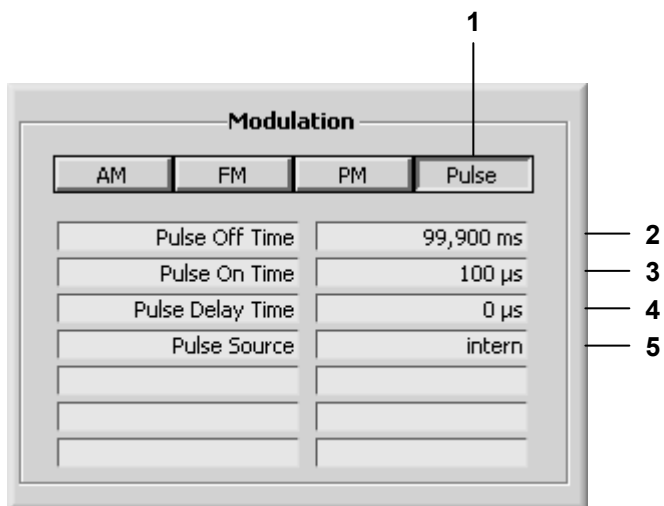 1
Modulation
AM FM PM Pulse
Pulse Off Time 99,900 ms 2
Pulse On Time 100 µs 3
Pulse Delay Time 0 µs 4
Pulse Source intern 5